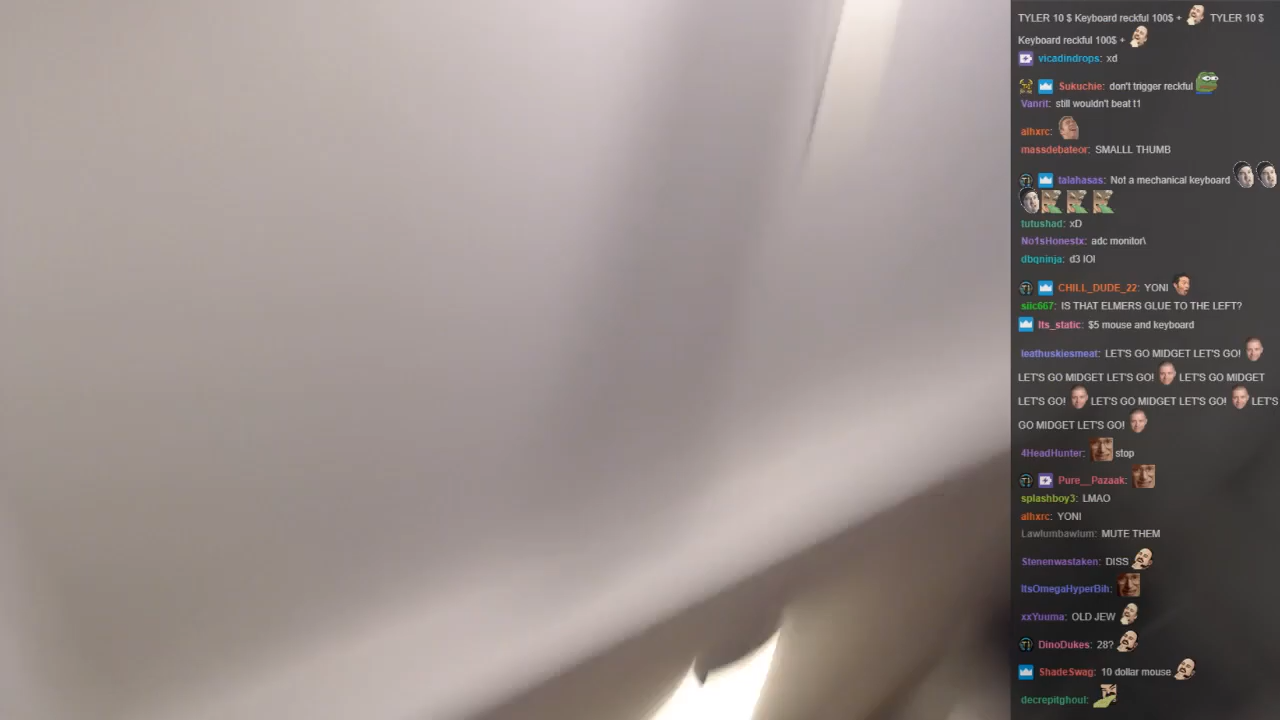 TYLER 10 $ Keyboard reckful 100$ + TYLER 10 $
Keyboard reckful 100$ +
vicadindrops: xd
Sukuchie: don't trigger reckful
Vanrit: still wouldn't beat t1
alhxrc:
massdebateor: SMALLL THUMB
talahasas: Not a mechanical keyboard
tutushad: xD
No1sHonestx: adc monitor\
dbqninja: d3 lOl
CHILL_DUDE_22: YONI
siic667: IS THAT ELMERS GLUE TO THE LEFT?
Its_static: $5 mouse and keyboard
leathuskiesmeat: LET'S GO MIDGET LET'S GO!
LET'S GO MIDGET LET'S GO! LET'S GO MIDGET
LET'S GO! LET'S GO MIDGET LET'S GO! LET'S
GO MIDGET LET'S GO!
4HeadHunter: stop
Pure__Pazaak:
splashboy3: LMAO
alhxrc: YONI
Lawlumbawlum: MUTE THEM
Stenenwastaken: DISS
ItsOmegaHyperBih:
xxYuuma: OLD JEW
DinoDukes: 28?
ShadeSwag: 10 dollar mouse
decrepitghoul: